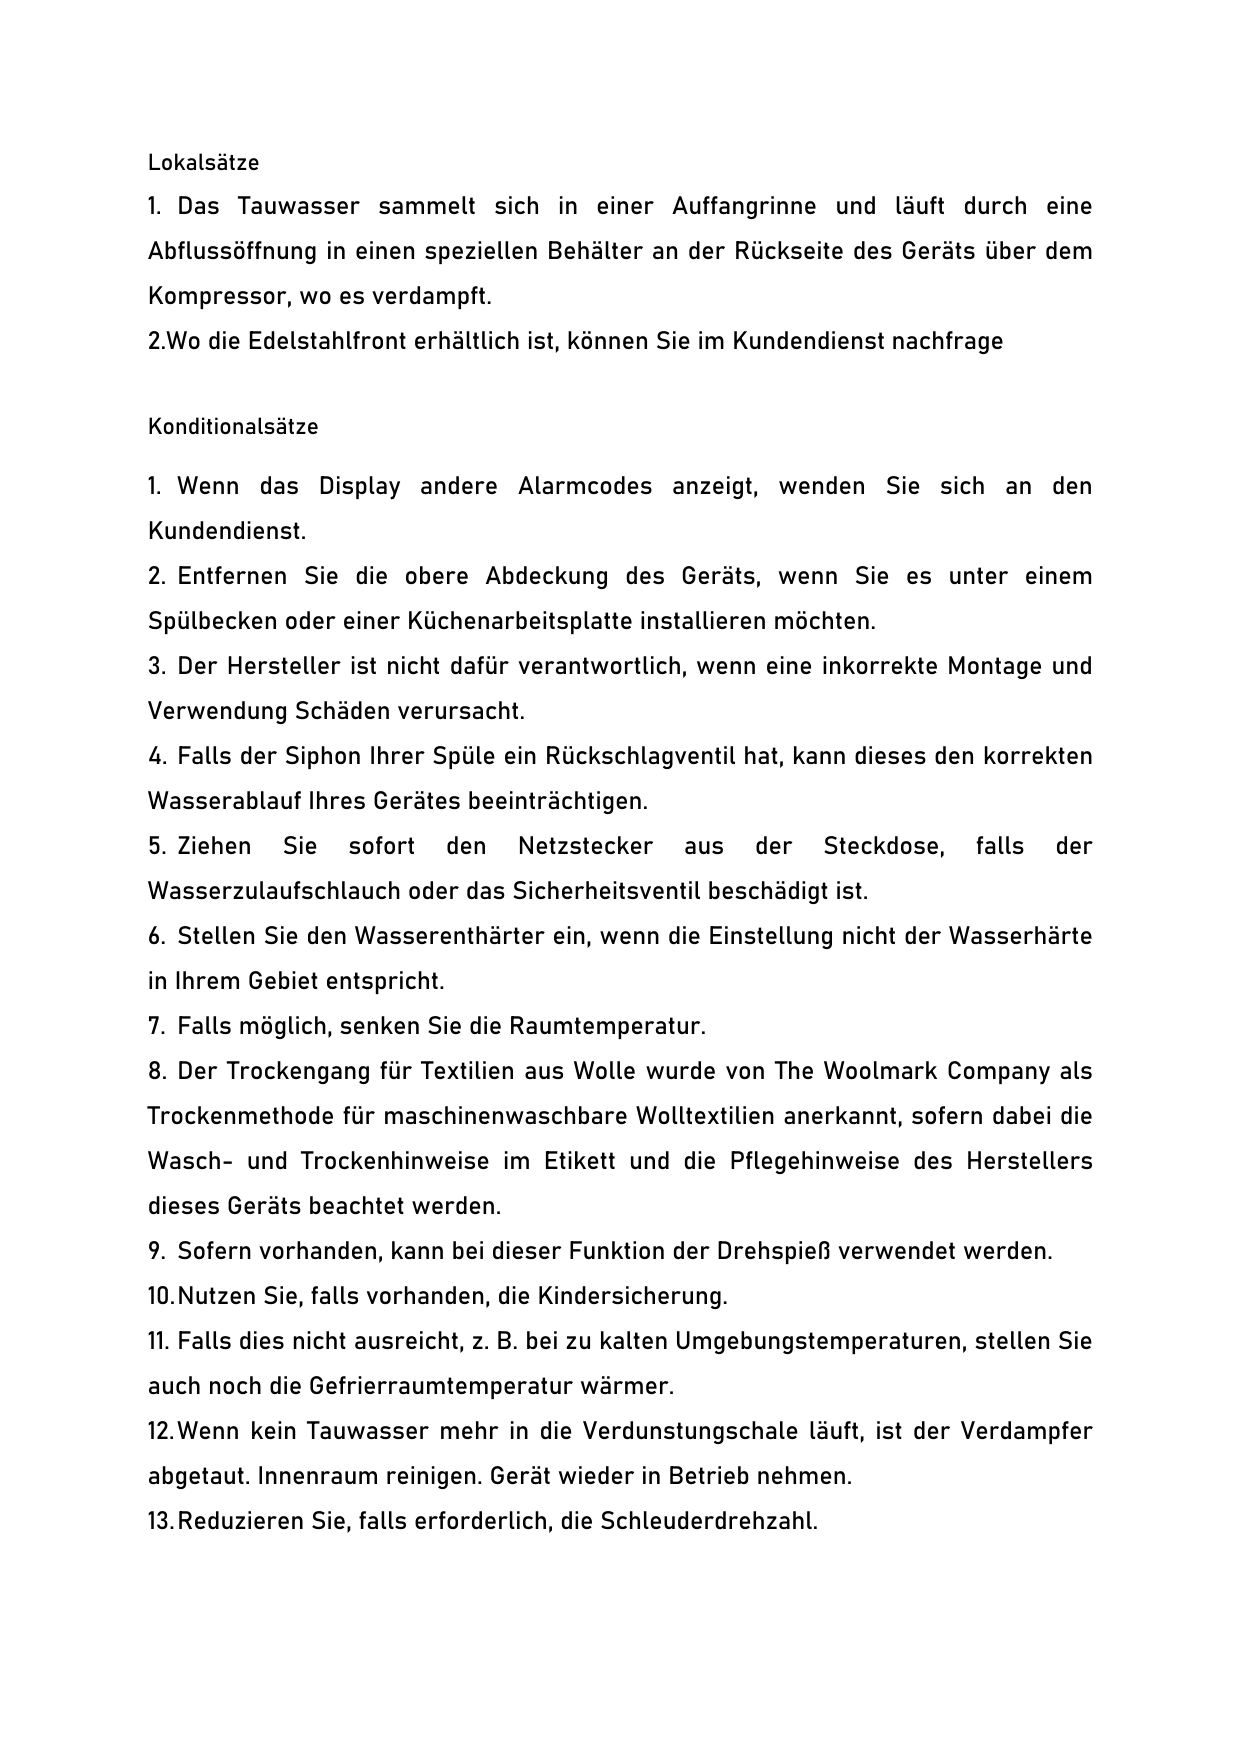 Lokalsätze
1. Das Tauwasser sammelt sich in einer Auffangrinne und läuft durch eine
Abflussöffnung in einen speziellen Behälter an der Rückseite des Geräts über dem
Kompressor, wo es verdampft.
2.Wo die Edelstahlfront erhältlich ist, können Sie im Kundendienst nachfrage
Konditionalsätze
1. Wenn das Display andere Alarmcodes anzeigt, wenden Sie sich an den
Kundendienst.
2. Entfernen Sie die obere Abdeckung des Geräts, wenn Sie es unter einem
Spülbecken oder einer Küchenarbeitsplatte installieren möchten.
3. Der Hersteller ist nicht dafür verantwortlich, wenn eine inkorrekte Montage und
Verwendung Schäden verursacht.
4. Falls der Siphon Ihrer Spüle ein Rückschlagventil hat, kann dieses den korrekten
Wasserablauf Ihres Gerätes beeinträchtigen.
5. Ziehen Sie sofort den Netzstecker aus der Steckdose, falls der
Wasserzulaufschlauch oder das Sicherheitsventil beschädigt ist.
6. Stellen Sie den Wasserenthärter ein, wenn die Einstellung nicht der Wasserhärte
in Ihrem Gebiet entspricht.
7. Falls möglich, senken Sie die Raumtemperatur.
8. Der Trockengang für Textilien aus Wolle wurde von The Woolmark Company als
Trockenmethode für maschinenwaschbare Wolltextilien anerkannt, sofern dabei die
Wasch- und Trockenhinweise im Etikett und die Pflegehinweise des Herstellers
dieses Geräts beachtet werden.
9. Sofern vorhanden, kann bei dieser Funktion der Drehspieß verwendet werden.
10.Nutzen Sie, falls vorhanden, die Kindersicherung.
11. Falls dies nicht ausreicht, z. B. bei zu kalten Umgebungstemperaturen, stellen Sie
auch noch die Gefrierraumtemperatur wärmer.
12.Wenn kein Tauwasser mehr in die Verdunstungschale läuft, ist der Verdampfer
abgetaut. Innenraum reinigen. Gerät wieder in Betrieb nehmen.
13.Reduzieren Sie, falls erforderlich, die Schleuderdrehzahl.